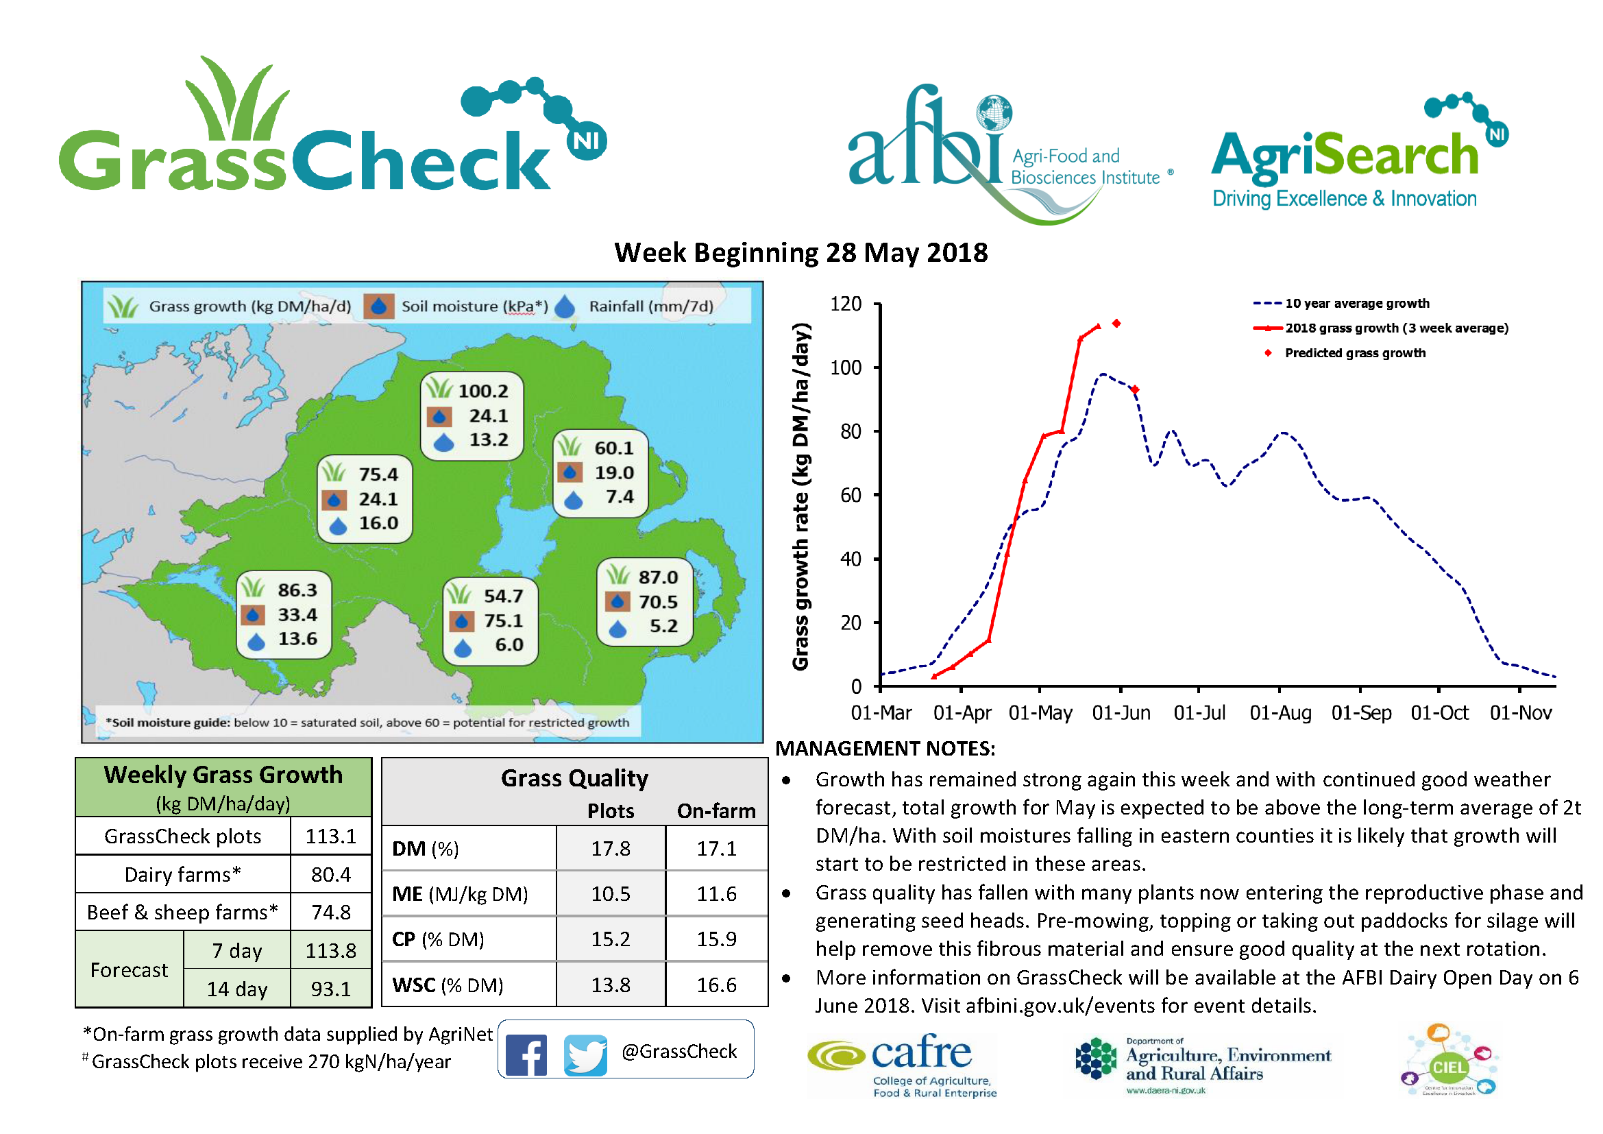 GrassCheck NI
afbi Agri-Food and
Biosciences Institute ®
AgriSearch NI
Driving Excellence & Innovation
Week Beginning 28 May 2018
Grass growth (kg DM/ha/d) Soil moisture (kPa*) Rainfall (mm/7d)
100.2
24.1
13.2
60.1
19.0
7.4
75.4
24.1
16.0
86.3
33.4
13.6
54.7
75.1
6.0
87.0
70.5
5.2
*Soil moisture guide: below 10 = saturated soil, above 60 = potential for restricted growth
Grass growth rate (kg DM/ha/day)
120
100
80
60
40
20
0
01-Mar 01-Apr 01-May 01-Jun 01-Jul 01-Aug 01-Sep 01-Oct 01-Nov
10 year average growth
2018 grass growth (3 week average)
Predicted grass growth
Weekly Grass Growth
(kg DM/ha/day)
GrassCheck plots 113.1
Dairy farms* 80.4
Beef & sheep farms* 74.8
Forecast
7 day 113.8
14 day 93.1
Grass Quality
Plots On-farm
DM (%) 17.8 17.1
ME (MJ/kg DM) 10.5 11.6
CP (% DM) 15.2 15.9
WSC (% DM) 13.8 16.6
*On-farm grass growth data supplied by AgriNet
# GrassCheck plots receive 270 kgN/ha/year
f @GrassCheck
MANAGEMENT NOTES:
• Growth has remained strong again this week and with continued good weather
forecast, total growth for May is expected to be above the long-term average of 2t
DM/ha. With soil moistures falling in eastern counties it is likely that growth will
start to be restricted in these areas.
• Grass quality has fallen with many plants now entering the reproductive phase and
generating seed heads. Pre-mowing, topping or taking out paddocks for silage will
help remove this fibrous material and ensure good quality at the next rotation.
• More information on GrassCheck will be available at the AFBI Dairy Open Day on 6
June 2018. Visit afbini.gov.uk/events for event details.
cafre
College of Agriculture,
Food & Rural Enterprise
Department of
Agriculture, Environment
and Rural Affairs
www.daera-ni.gov.uk
CIEL